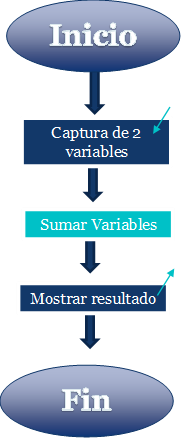 Inicio
Captura de 2
variables
Sumar Variables
Mostrar resultado
Fin